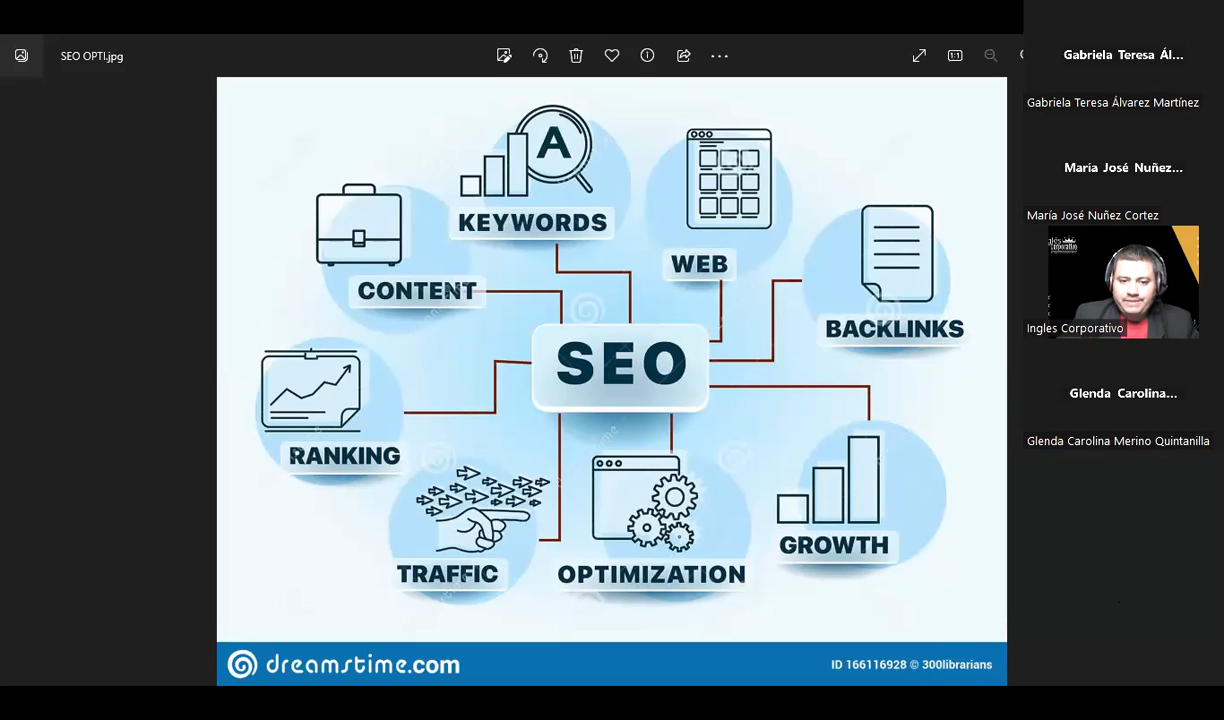 SEO OPTI.jpg
1:1
A
KEYWORDS
WEB
CONTENT
BACKLINKS
SEO
RANKING
TRAFFIC
OPTIMIZATION
GROWTH
dreamstime.com
ID 166116928 © 300librarians
Gabriela Teresa Ál...
Gabriela Teresa Álvarez Martínez
María José Nuñez...
María José Nuñez Cortez
Ingles Corporativo
Glenda Carolina...
Glenda Carolina Merino Quintanilla